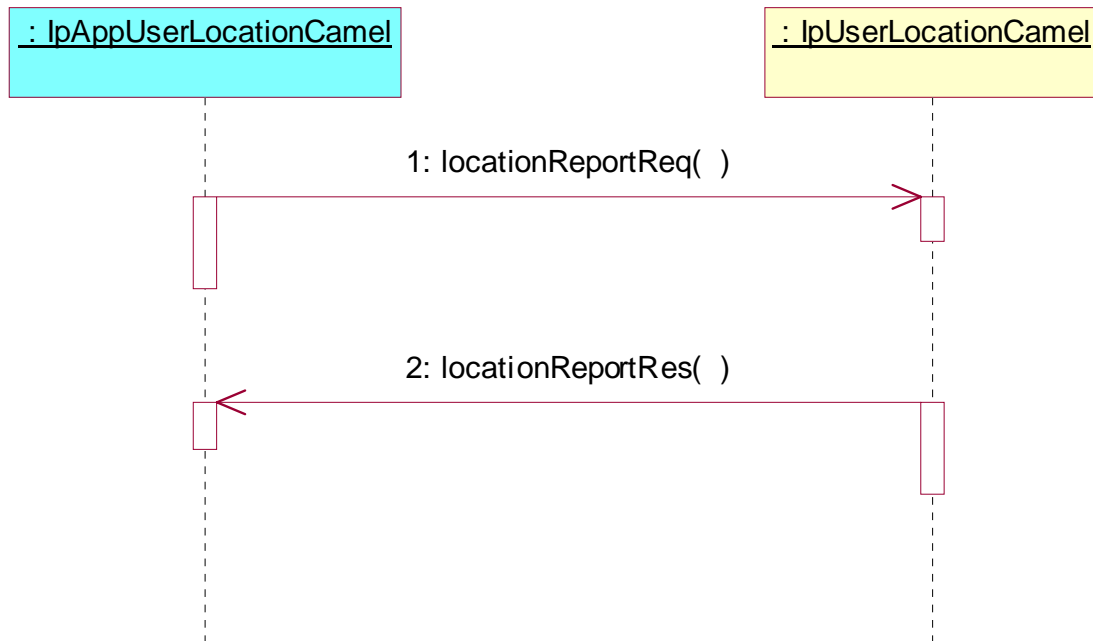 : IpAppUserLocationCamel
: IpUserLocationCamel
1: locationReportReq( )
2: locationReportRes( )